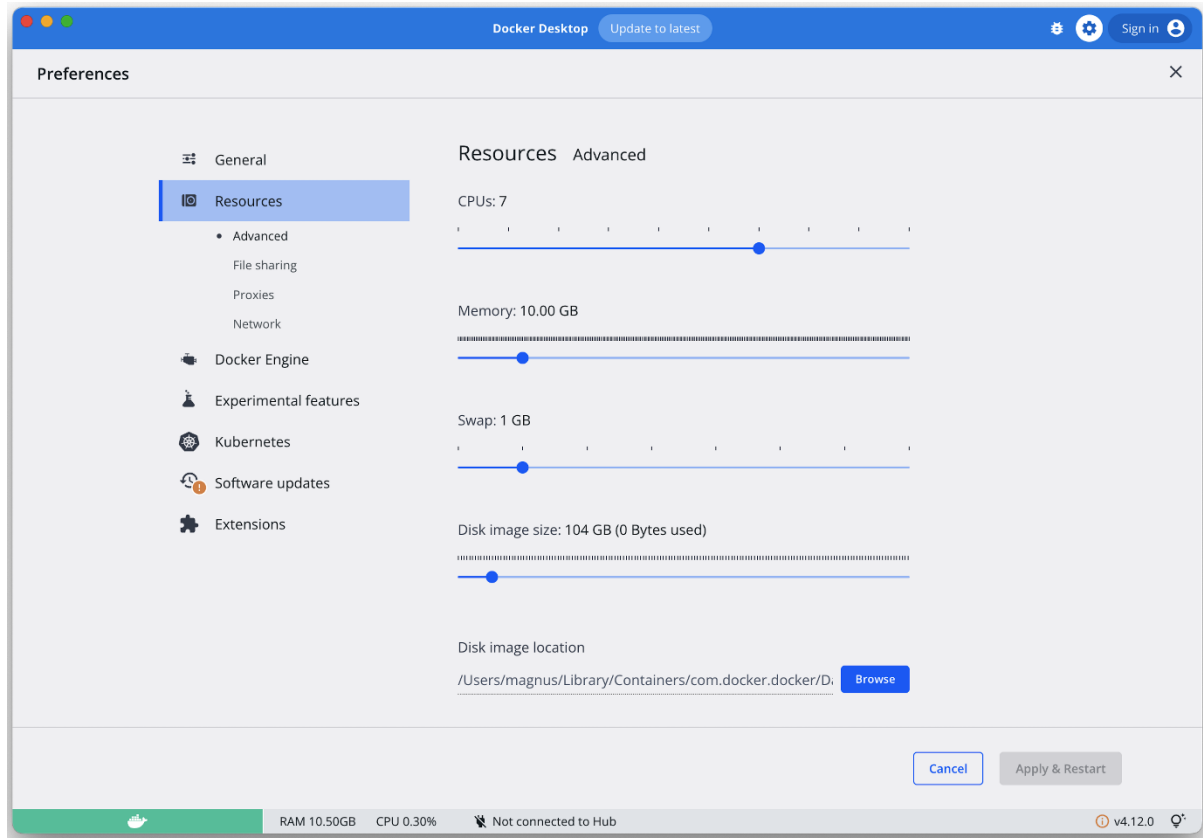 Docker Desktop
Update to latest
Sign in
Preferences
General
Resources
Advanced
File sharing
Proxies
Network
Docker Engine
Experimental features
Kubernetes
Software updates
Extensions
Resources Advanced
CPUs: 7
Memory: 10.00 GB
Swap: 1 GB
Disk image size: 104 GB (0 Bytes used)
Disk image location
/Users/magnus/Library/Containers/com.docker.docker/Da
Browse
Cancel
Apply & Restart
RAM 10.50GB CPU 0.30% Not connected to Hub
v4.12.0